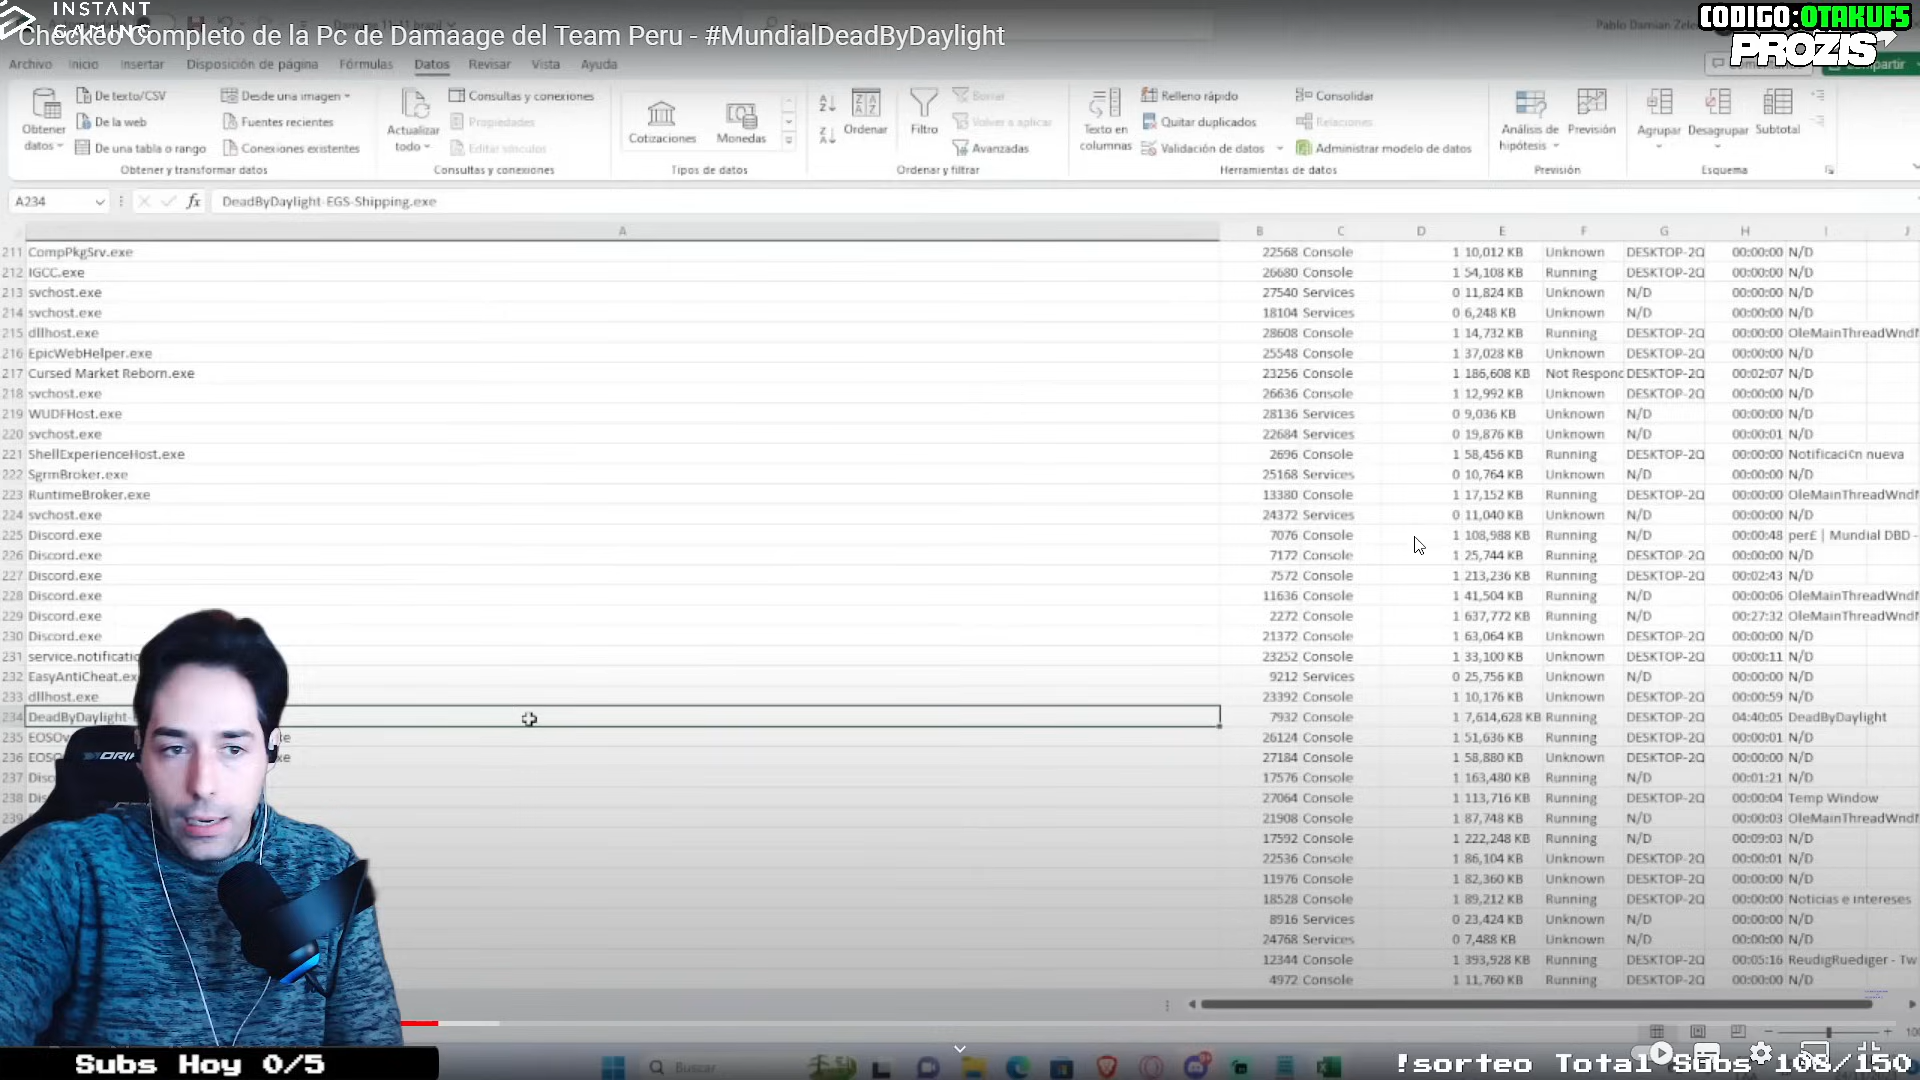 INSTANT
GAMING
CODIGO:OTAKUFS
PROZIS
Checkeo Completo de la Pc de Damaage del Team Peru - #MundialDeadByDaylight
Archivo Inicio Insertar Disposición de página Fórmulas Datos Revisar Vista Ayuda
Compartir
De texto/CSV Desde una imagen Consultas y conexiones Borrar Relleno rápido Consolidar
Obtener datos De la web Fuentes recientes Actualizar todo Propiedades Cotizaciones Monedas Ordenar Filtro Volver a aplicar Texto en columnas Quitar duplicados Relaciones Análisis de hipótesis Previsión Agrupar Desagrupar Subtotal
De una tabla o rango Conexiones existentes Editar vínculos Avanzadas Validación de datos Administrar modelo de datos
Obtener y transformar datos Consultas y conexiones Tipos de datos Ordenar y filtrar Herramientas de datos Previsión Esquema
A234 fx DeadByDaylight-EGS-Shipping.exe
A B C D E F G H I J
211 CompPkgSrv.exe 22568 Console 1 10,012 KB Unknown DESKTOP-2Q 00:00:00 N/D
212 IGCC.exe 26680 Console 1 54,108 KB Running DESKTOP-2Q 00:00:00 N/D
213 svchost.exe 27540 Services 0 11,824 KB Unknown N/D 00:00:00 N/D
214 svchost.exe 18104 Services 0 6,248 KB Unknown N/D 00:00:00 N/D
215 dllhost.exe 28608 Console 1 14,732 KB Running DESKTOP-2Q 00:00:00 OleMainThreadWndN
216 EpicWebHelper.exe 25548 Console 1 37,028 KB Unknown DESKTOP-2Q 00:00:00 N/D
217 Cursed Market Reborn.exe 23256 Console 1 186,608 KB Not Respond DESKTOP-2Q 00:02:07 N/D
218 svchost.exe 26636 Console 1 12,992 KB Unknown DESKTOP-2Q 00:00:00 N/D
219 WUDFHost.exe 28136 Services 0 9,036 KB Unknown N/D 00:00:00 N/D
220 svchost.exe 22684 Services 0 19,876 KB Unknown N/D 00:00:01 N/D
221 ShellExperienceHost.exe 2696 Console 1 58,456 KB Running DESKTOP-2Q 00:00:00 Notificaci¢n nueva
222 SgrmBroker.exe 25168 Services 0 10,764 KB Unknown N/D 00:00:00 N/D
223 RuntimeBroker.exe 13380 Console 1 17,152 KB Running DESKTOP-2Q 00:00:00 OleMainThreadWndN
224 svchost.exe 24372 Services 0 11,040 KB Unknown N/D 00:00:00 N/D
225 Discord.exe 7076 Console 1 108,988 KB Running N/D 00:00:48 per£ | Mundial DBD -
226 Discord.exe 7172 Console 1 25,744 KB Running DESKTOP-2Q 00:00:00 N/D
227 Discord.exe 7572 Console 1 213,236 KB Running DESKTOP-2Q 00:02:43 N/D
228 Discord.exe 11636 Console 1 41,504 KB Running N/D 00:00:06 OleMainThreadWndN
229 Discord.exe 2272 Console 1 637,772 KB Running N/D 00:27:32 OleMainThreadWndN
230 Discord.exe 21372 Console 1 63,064 KB Unknown DESKTOP-2Q 00:00:00 N/D
231 service.notificatio 23252 Console 1 33,100 KB Unknown DESKTOP-2Q 00:00:11 N/D
232 EasyAntiCheat.ex 9212 Services 0 25,756 KB Unknown N/D 00:00:00 N/D
233 dllhost.exe 23392 Console 1 10,176 KB Unknown DESKTOP-2Q 00:00:59 N/D
234 DeadByDaylight- 7932 Console 1 7,614,628 KB Running N/D 04:40:05 DeadByDaylight
235 EOSOv e 26124 Console 1 51,636 KB Running DESKTOP-2Q 00:00:01 N/D
236 EOSO e 27184 Console 1 58,880 KB Running DESKTOP-2Q 00:00:00 N/D
237 Disc 17576 Console 1 163,480 KB Running N/D 00:01:21 N/D
238 Dis 27064 Console 1 113,716 KB Running DESKTOP-2Q 00:00:04 Temp Window
239 21908 Console 1 87,748 KB Running N/D 00:00:03 OleMainThreadWndN
17592 Console 1 222,248 KB Running N/D 00:09:03 N/D
22536 Console 1 86,104 KB Unknown DESKTOP-2Q 00:00:01 N/D
11976 Console 1 82,360 KB Unknown DESKTOP-2Q 00:00:00 N/D
18528 Console 1 89,212 KB Running DESKTOP-2Q 00:00:00 Noticias e intereses
8916 Services 0 23,424 KB Unknown N/D 00:00:00 N/D
24768 Services 0 7,488 KB Unknown N/D 00:00:00 N/D
12344 Console 1 393,928 KB Running DESKTOP-2Q 00:05:16 ReudigRuediger - Tw
4972 Console 1 11,760 KB Running DESKTOP-2Q 00:00:00 N/D
Subs Hoy 0/5
Buscar
!sorteo Total Subs 108/150